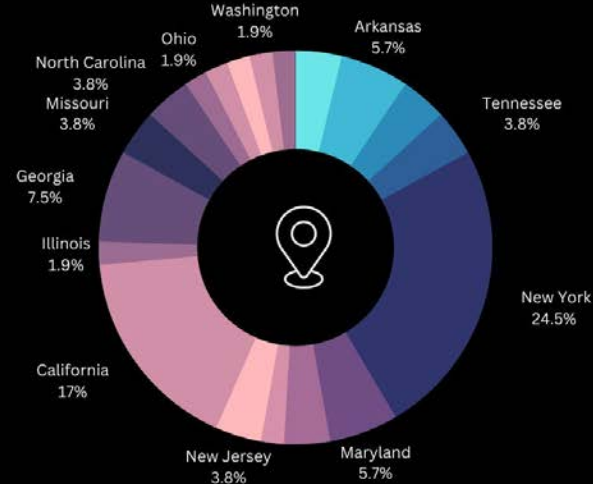 Washington
1.9%
Arkansas
5.7%
Tennessee
3.8%
New York
24.5%
Maryland
5.7%
New Jersey
3.8%
California
17%
Illinois
1.9%
Georgia
7.5%
Missouri
3.8%
North Carolina
3.8%
Ohio
1.9%